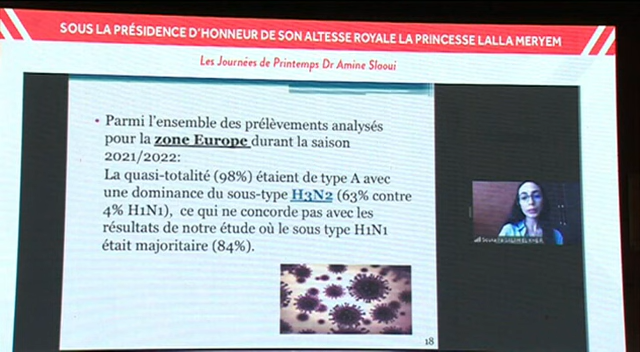 SOUS LA PRÉSIDENCE D'HONNEUR DE SON ALTESSE ROYALE LA PRINCESSE LALLA MERYEM
Les Journées de Printemps Dr Amine Slaoui
• Parmi l'ensemble des prélèvements analysés
pour la zone Europe durant la saison
2021/2022:
La quasi-totalité (98%) étaient de type A avec
une dominance du sous-type H3N2 (63% contre
4% H1N1), ce qui ne concorde pas avec les
résultats de notre étude où le sous type H1N1
était majoritaire (84%).
18